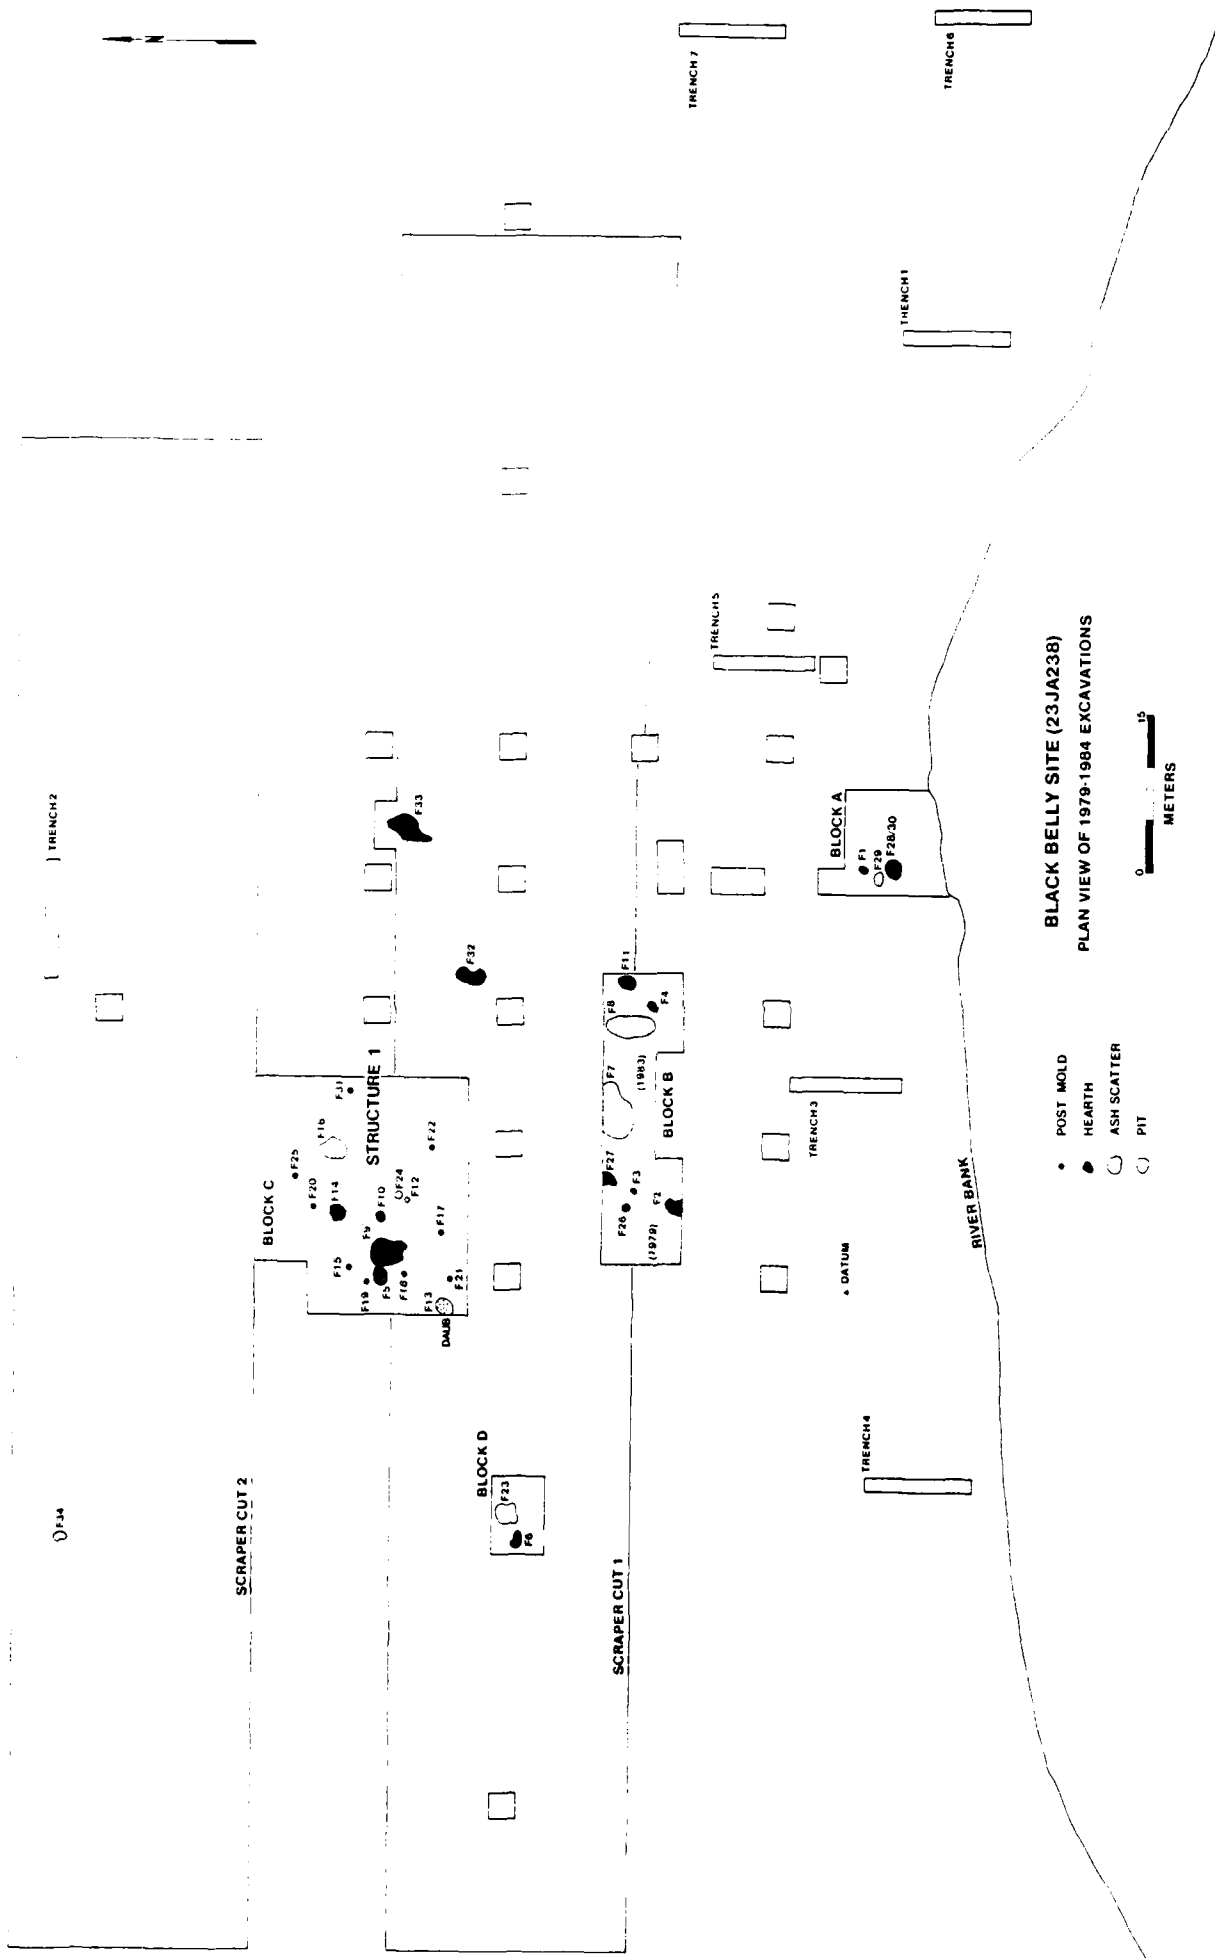 N
TRENCH 7
TRENCH 6
TRENCH 1
TRENCH 2
TRENCH 5
F33
F32
BLOCK A
F1
F29
F28/30
BLOCK C
STRUCTURE 1
F31
F16
F25
F20
F14
F22
F24
F12
F10
F9
F17
F15
F19
F5
F18
F21
F13
DAUB
F11
F8
F4
F7
(1983)
BLOCK B
F27
F3
F26
F2
(1979)
TRENCH 3
DATUM
RIVER BANK
TRENCH 4
BLOCK D
F23
F6
F34
SCRAPER CUT 2
SCRAPER CUT 1
BLACK BELLY SITE (23JA238)
PLAN VIEW OF 1979-1984 EXCAVATIONS
0 15
METERS
POST MOLD
HEARTH
ASH SCATTER
PIT